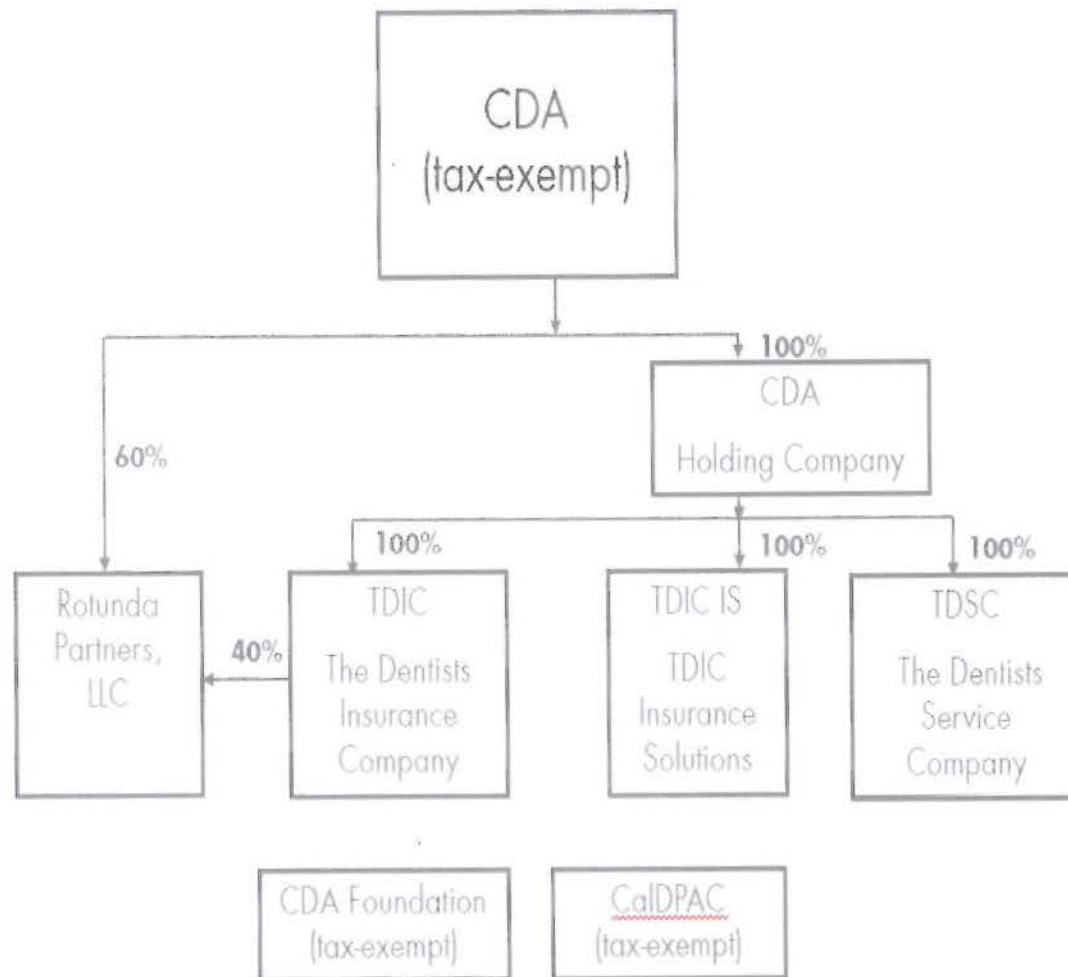 CDA
(tax-exempt)
100%
CDA
Holding Company
60%
100%
100%
100%
Rotunda
Partners,
LLC
40%
TDIC
The Dentists
Insurance
Company
TDIC IS
TDIC
Insurance
Solutions
TDSC
The Dentists
Service
Company
CDA Foundation
(tax-exempt)
CalDPAC
(tax-exempt)